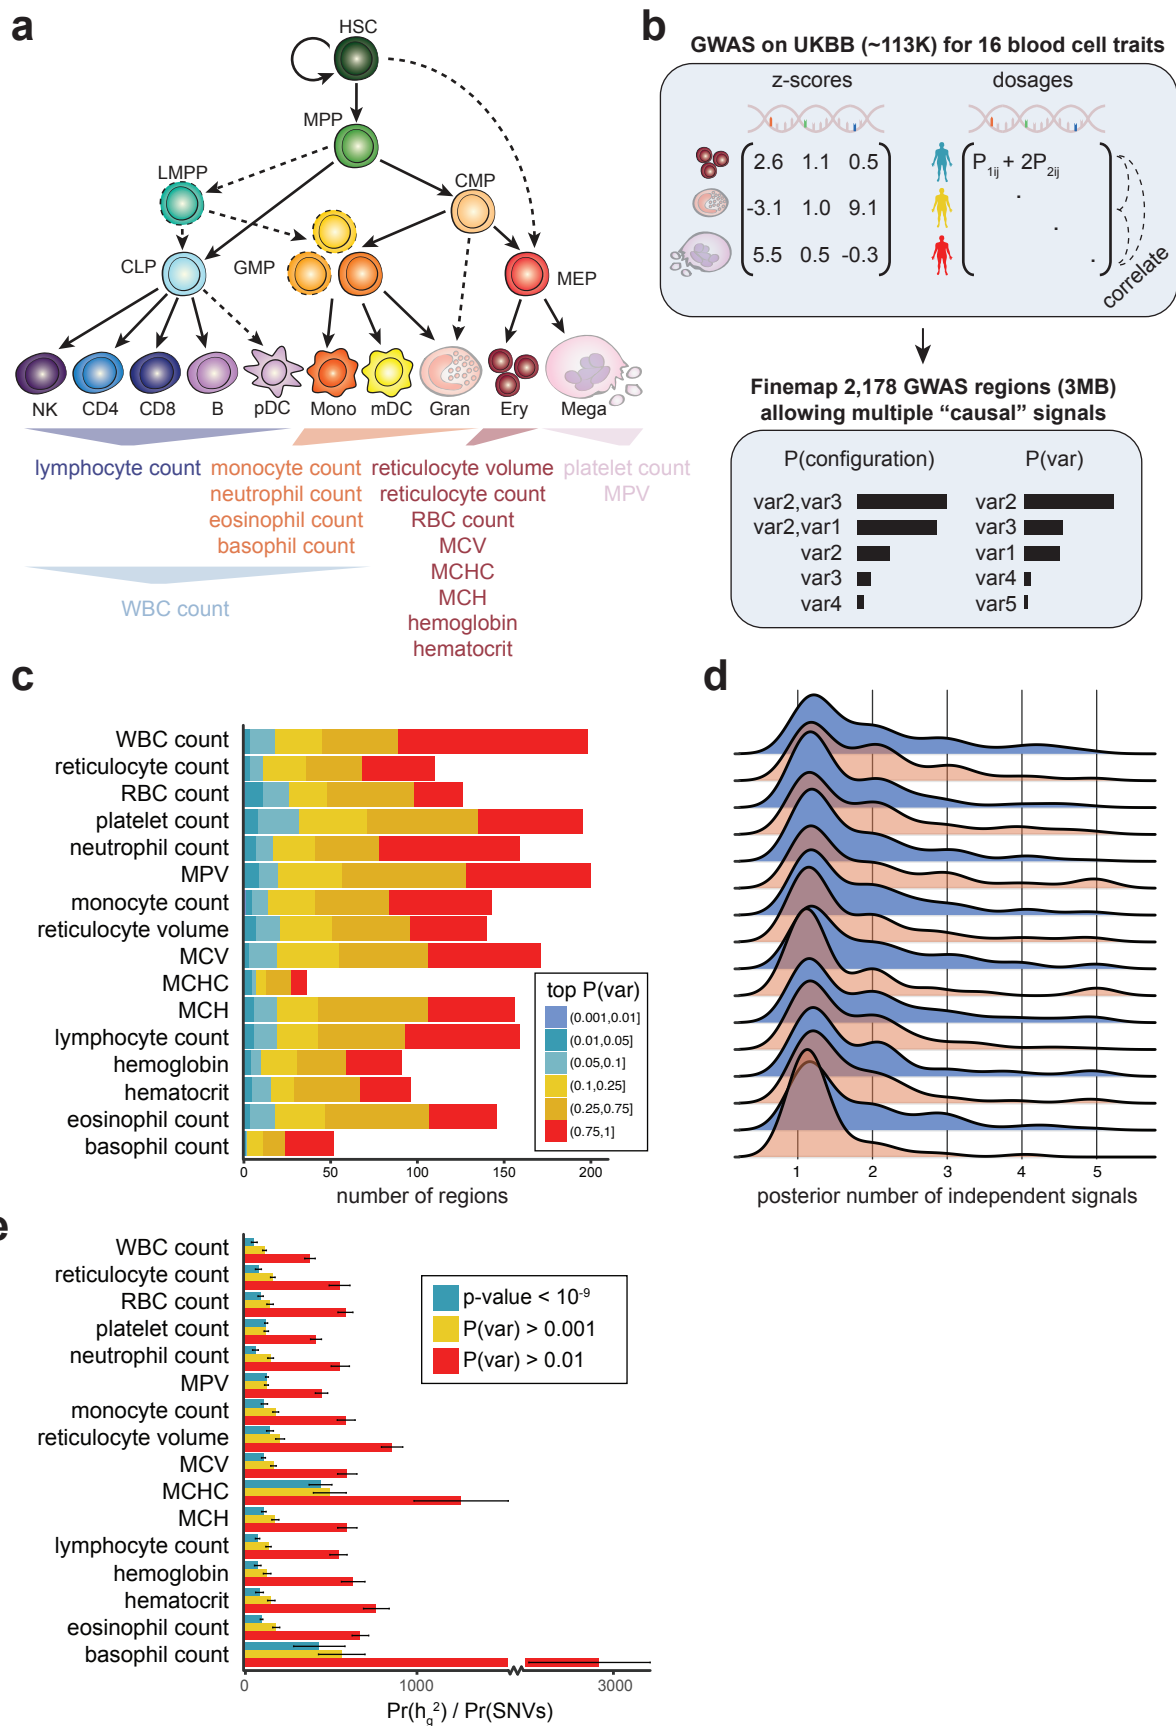 a
HSC
MPP
LMPP
CMP
CLP
GMP
MEP
NK CD4 CD8 B pDC Mono mDC Gran Ery Mega
lymphocyte count
monocyte count
neutrophil count
eosinophil count
basophil count
reticulocyte volume
reticulocyte count
RBC count
MCV
MCHC
MCH
hemoglobin
hematocrit
platelet count
MPV
WBC count
b
GWAS on UKBB (~113K) for 16 blood cell traits
z-scores
dosages
2.6 1.1 0.5
-3.1 1.0 9.1
5.5 0.5 -0.3
P1ij + 2P2ij
.
.
.
correlate
Finemap 2,178 GWAS regions (3MB)
allowing multiple “causal” signals
P(configuration)
P(var)
var2,var3
var2,var1
var2
var3
var4
var2
var3
var1
var4
var5
c
WBC count
reticulocyte count
RBC count
platelet count
neutrophil count
MPV
monocyte count
reticulocyte volume
MCV
MCHC
MCH
lymphocyte count
hemoglobin
hematocrit
eosinophil count
basophil count
top P(var)
(0.001,0.01]
(0.01,0.05]
(0.05,0.1]
(0.1,0.25]
(0.25,0.75]
(0.75,1]
0 50 100 150 200
number of regions
d
1 2 3 4 5
posterior number of independent signals
e
WBC count
reticulocyte count
RBC count
platelet count
neutrophil count
MPV
monocyte count
reticulocyte volume
MCV
MCHC
MCH
lymphocyte count
hemoglobin
hematocrit
eosinophil count
basophil count
p-value < 10⁻⁹
P(var) > 0.001
P(var) > 0.01
0 1000 3000
Pr(hg²) / Pr(SNVs)